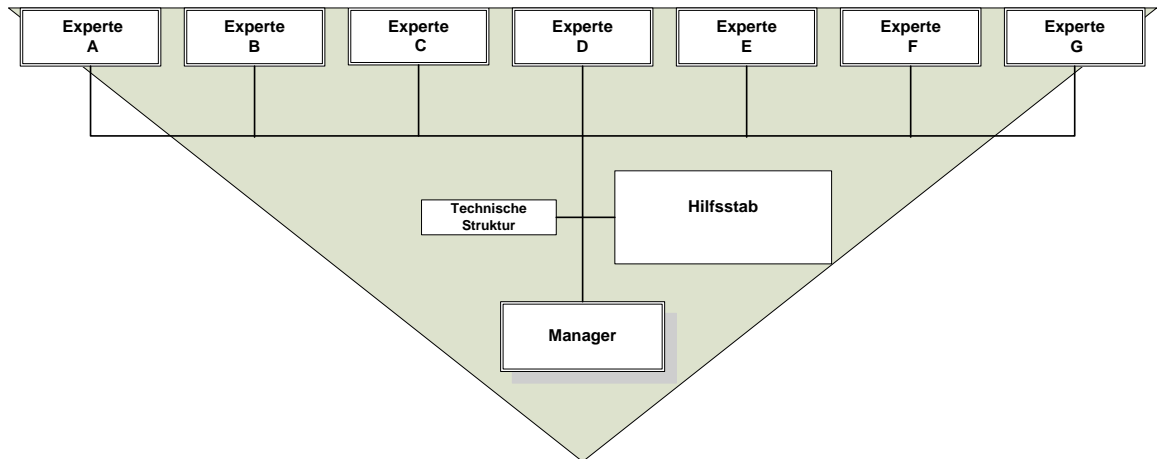 Experte
A
Experte
B
Experte
C
Experte
D
Experte
E
Experte
F
Experte
G
Technische
Struktur
Hilfsstab
Manager